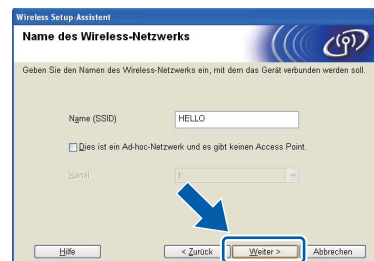 Wireless Setup-Assistent
Name des Wireless-Netzwerks
Geben Sie den Namen des Wireless-Netzwerks ein, mit dem das Gerät verbunden werden soll.
Name (SSID) HELLO
Dies ist ein Ad-hoc-Netzwerk und es gibt keinen Access Point.
Kanal 1
Hilfe < Zurück Weiter > Abbrechen